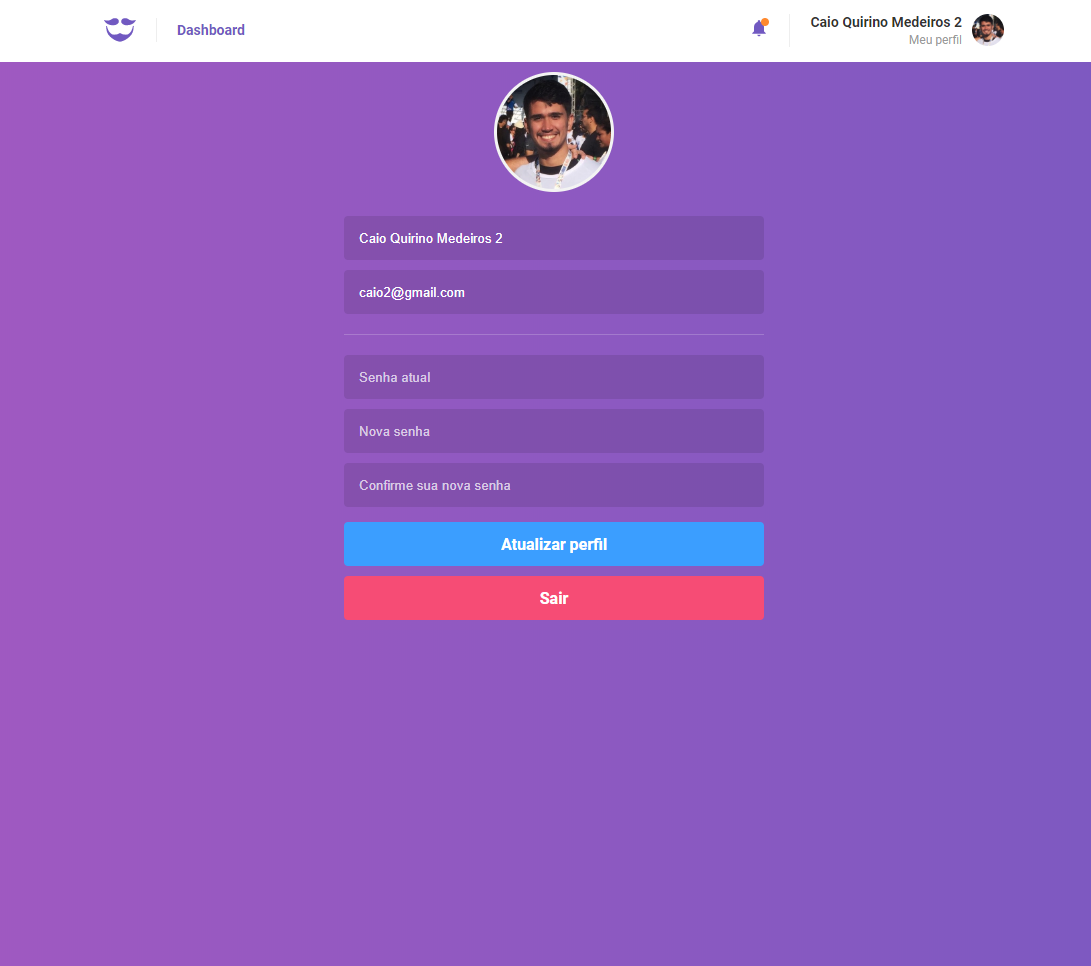 Dashboard
Caio Quirino Medeiros 2
Meu perfil
Caio Quirino Medeiros 2
caio2@gmail.com
Senha atual
Nova senha
Confirme sua nova senha
Atualizar perfil
Sair